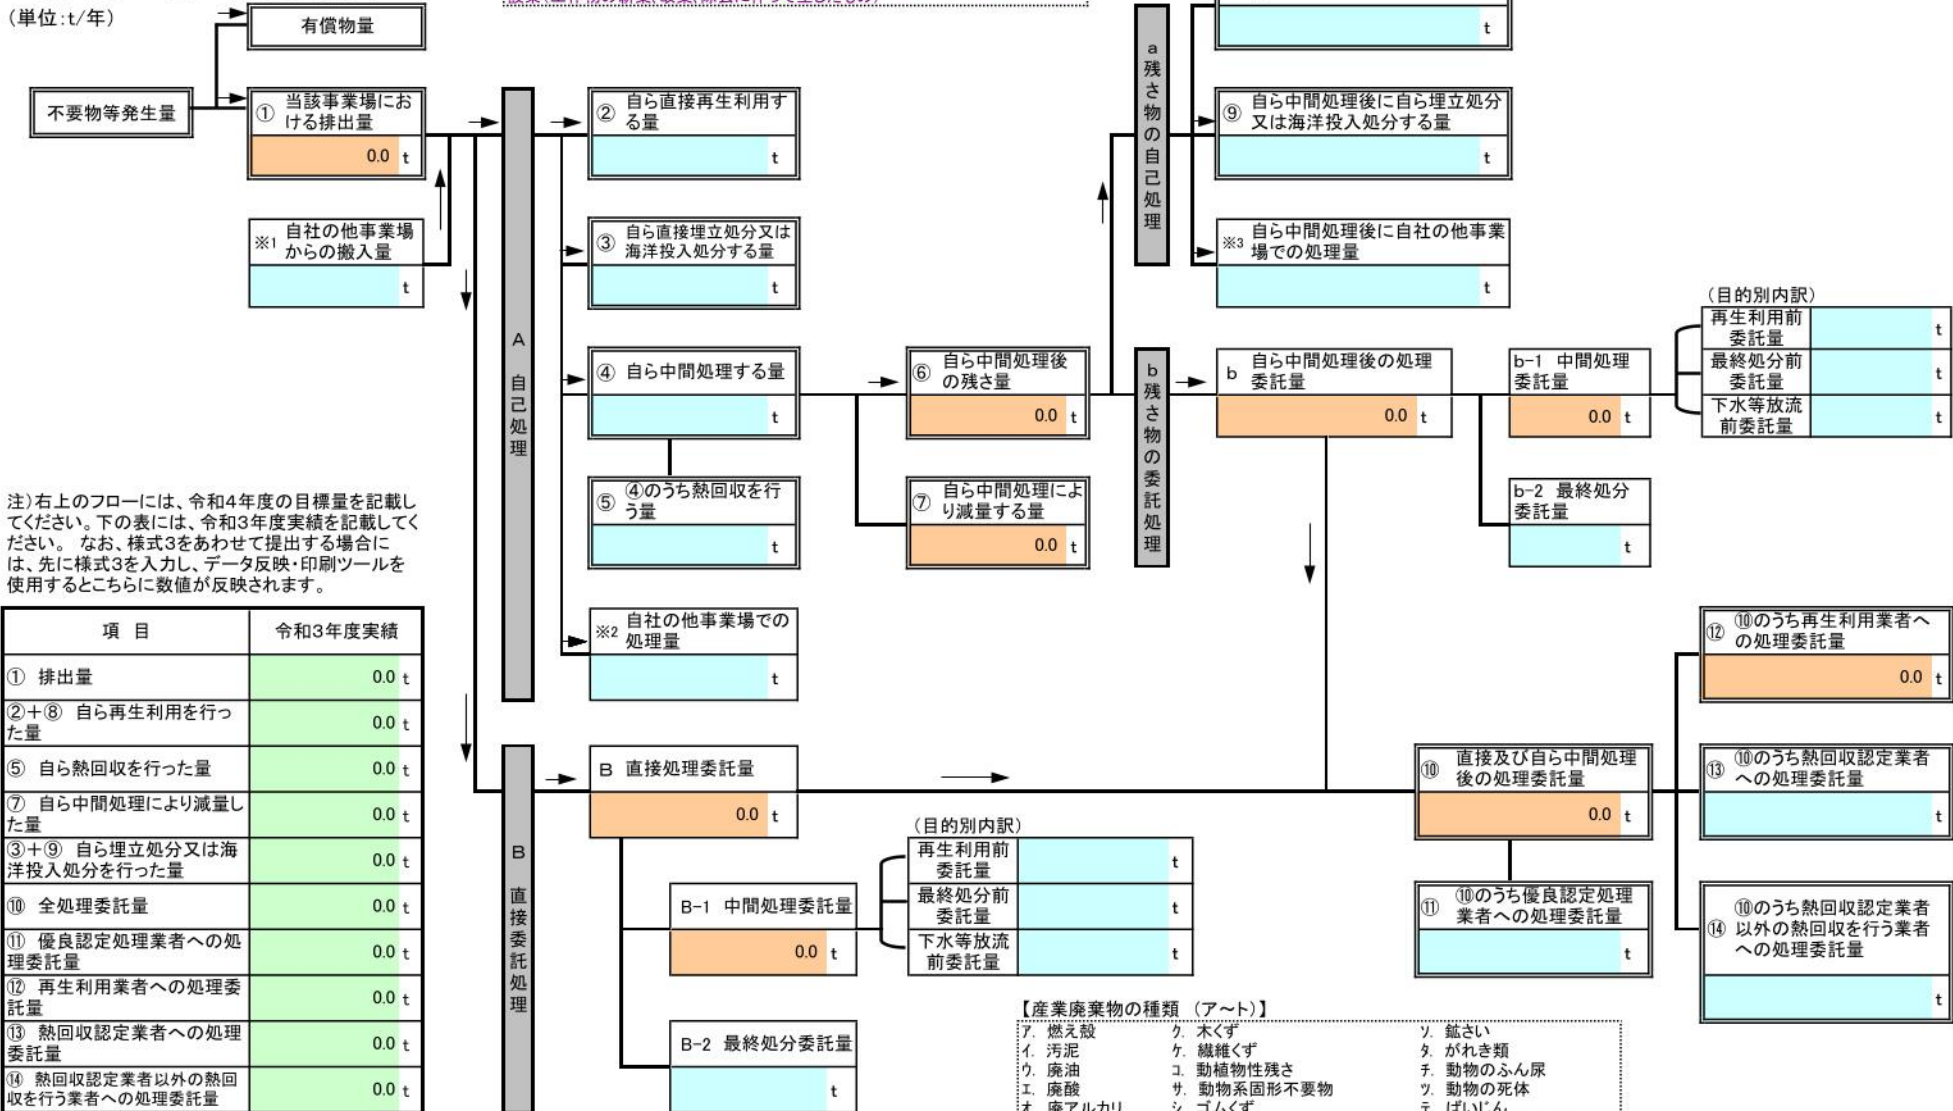 (単位:t/年)
有償物量
不要物等発生量
① 当該事業場にお
ける排出量
0.0 t
※1 自社の他事業場
からの搬入量
t
A 自己処理
② 自ら直接再生利用す
る量
t
③ 自ら直接埋立処分又は
海洋投入処分する量
t
④ 自ら中間処理する量
t
⑤ ④のうち熱回収を行
う量
t
※2 自社の他事業場での
処理量
t
⑥ 自ら中間処理後
の残さ量
0.0 t
⑦ 自ら中間処理によ
り減量する量
0.0 t
a 残さ物の自己処理
t
⑨ 自ら中間処理後に自ら埋立処分
又は海洋投入処分する量
t
※3 自ら中間処理後に自社の他事業
場での処理量
t
b 残さ物の委託処理
b 自ら中間処理後の処理
委託量
0.0 t
b-1 中間処理
委託量
0.0 t
(目的別内訳)
再生利用前
委託量
t
最終処分前
委託量
t
下水等放流
前委託量
t
b-2 最終処分
委託量
t
注)右上のフローには、令和4年度の目標量を記載し
てください。下の表には、令和3年度実績を記載してく
ださい。 なお、様式3をあわせて提出する場合に
は、先に様式3を入力し、データ反映・印刷ツールを
使用するとこちらに数値が反映されます。
項 目 令和3年度実績
① 排出量 0.0 t
②+⑧ 自ら再生利用を行っ
た量
0.0 t
⑤ 自ら熱回収を行った量 0.0 t
⑦ 自ら中間処理により減量し
た量
0.0 t
③+⑨ 自ら埋立処分又は海
洋投入処分を行った量
0.0 t
⑩ 全処理委託量 0.0 t
⑪ 優良認定処理業者への処
理委託量
0.0 t
⑫ 再生利用業者への処理委
託量
0.0 t
⑬ 熱回収認定業者への処理
委託量
0.0 t
⑭ 熱回収認定業者以外の熱回
収を行う業者への処理委託量
0.0 t
B 直接委託処理
B 直接処理委託量
0.0 t
B-1 中間処理委託量
0.0 t
(目的別内訳)
再生利用前
委託量
t
最終処分前
委託量
t
下水等放流
前委託量
t
B-2 最終処分委託量
t
⑩ 直接及び自ら中間処理
後の処理委託量
0.0 t
⑪ ⑩のうち優良認定処理
業者への処理委託量
t
⑫ ⑩のうち再生利用業者へ
の処理委託量
0.0 t
⑬ ⑩のうち熱回収認定業者
への処理委託量
t
⑭ ⑩のうち熱回収認定業者
以外の熱回収を行う業者
への処理委託量
t
【産業廃棄物の種類 (ア~ト)】
ア. 燃え殻 ク. 木くず ソ. 鉱さい
イ. 汚泥 ケ. 繊維くず タ. がれき類
ウ. 廃油 コ. 動植物性残さ チ. 動物のふん尿
エ. 廃酸 サ. 動物系固形不要物 ツ. 動物の死体
オ. 廃アルカリ シ. ゴムくず テ. ばいじん